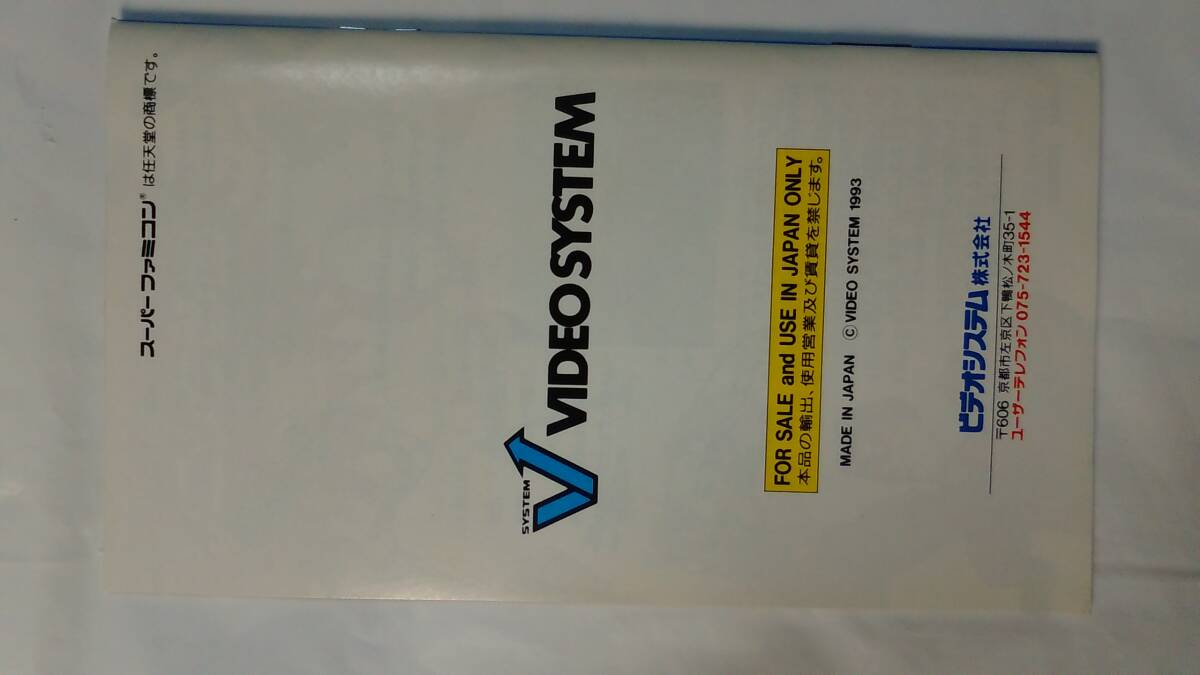 スーパーファミコン®は任天堂の商標です。
SYSTEM
V VIDEO SYSTEM
FOR SALE and USE IN JAPAN ONLY
本品の輸出、使用営業及び賃貸を禁じます。
MADE IN JAPAN Ⓒ VIDEO SYSTEM 1993
ビデオシステム株式会社
〒606 京都市左京区下鴨松ノ木町35-1
ユーザーテレフォン 075-723-1544